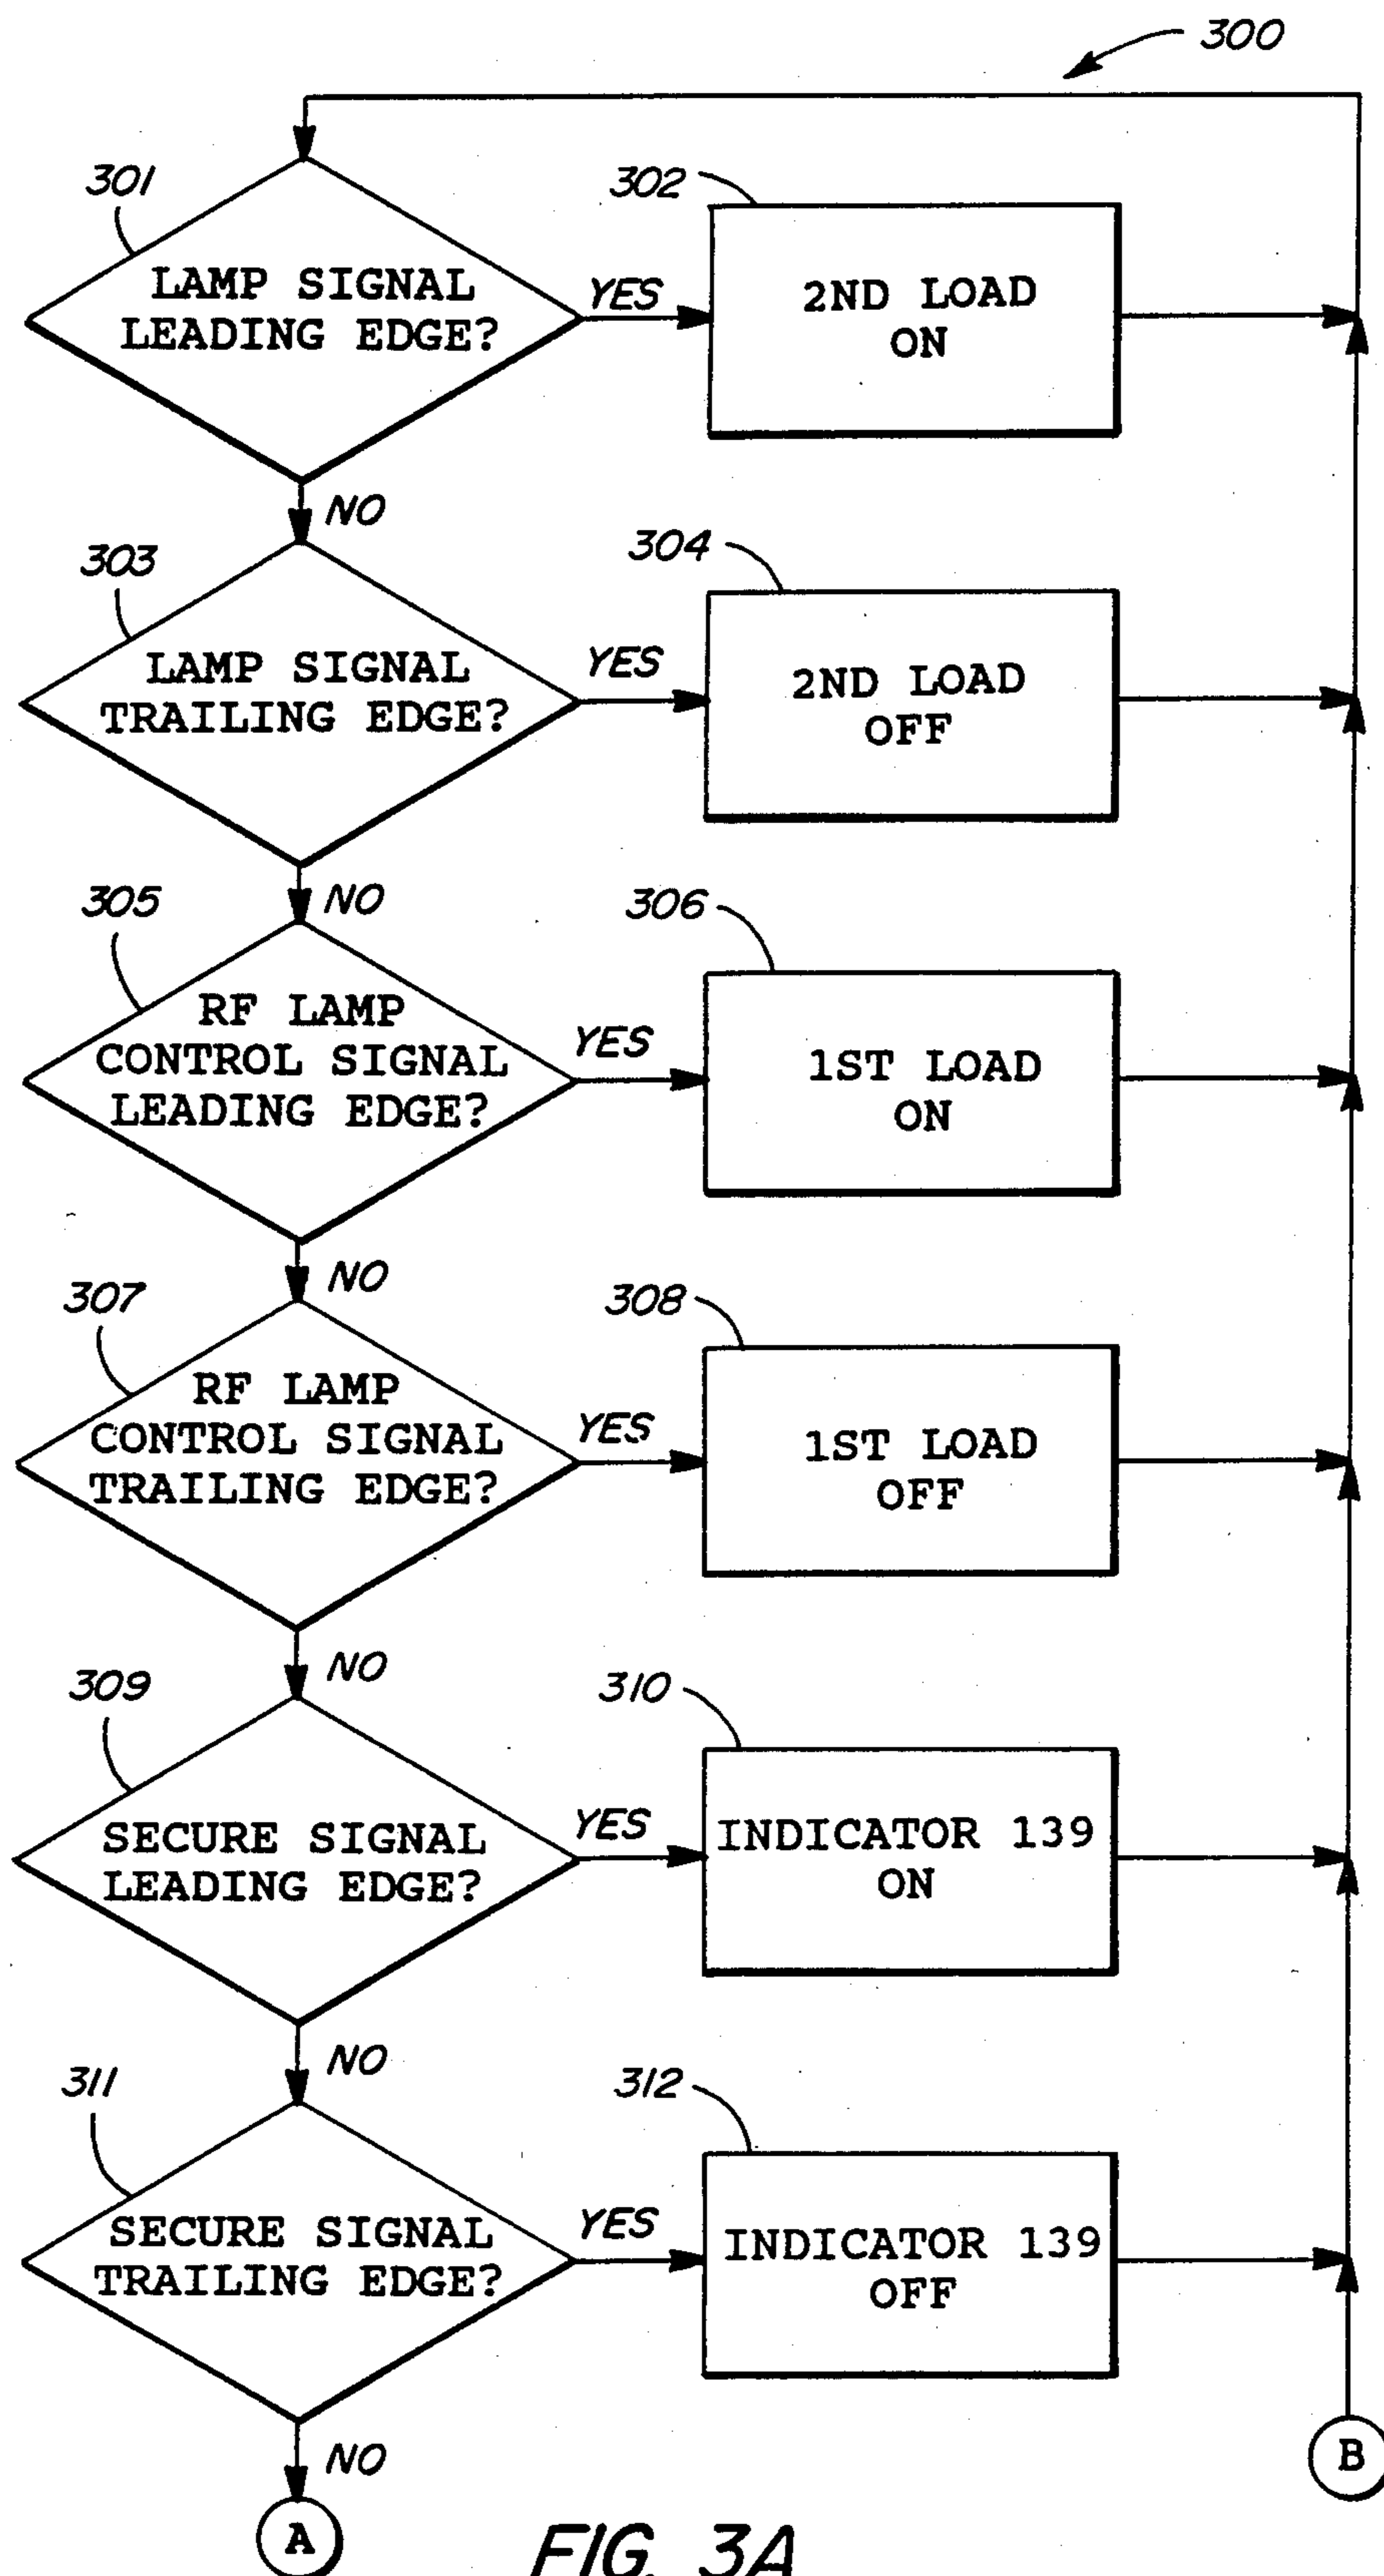 300
301
302
LAMP SIGNAL
LEADING EDGE?
YES
2ND LOAD
ON
NO
303
304
LAMP SIGNAL
TRAILING EDGE?
YES
2ND LOAD
OFF
NO
305
306
RF LAMP
CONTROL SIGNAL
LEADING EDGE?
YES
1ST LOAD
ON
NO
307
308
RF LAMP
CONTROL SIGNAL
TRAILING EDGE?
YES
1ST LOAD
OFF
NO
309
310
SECURE SIGNAL
LEADING EDGE?
YES
INDICATOR 139
ON
NO
311
312
SECURE SIGNAL
TRAILING EDGE?
YES
INDICATOR 139
OFF
NO
B
A
FIG. 3A